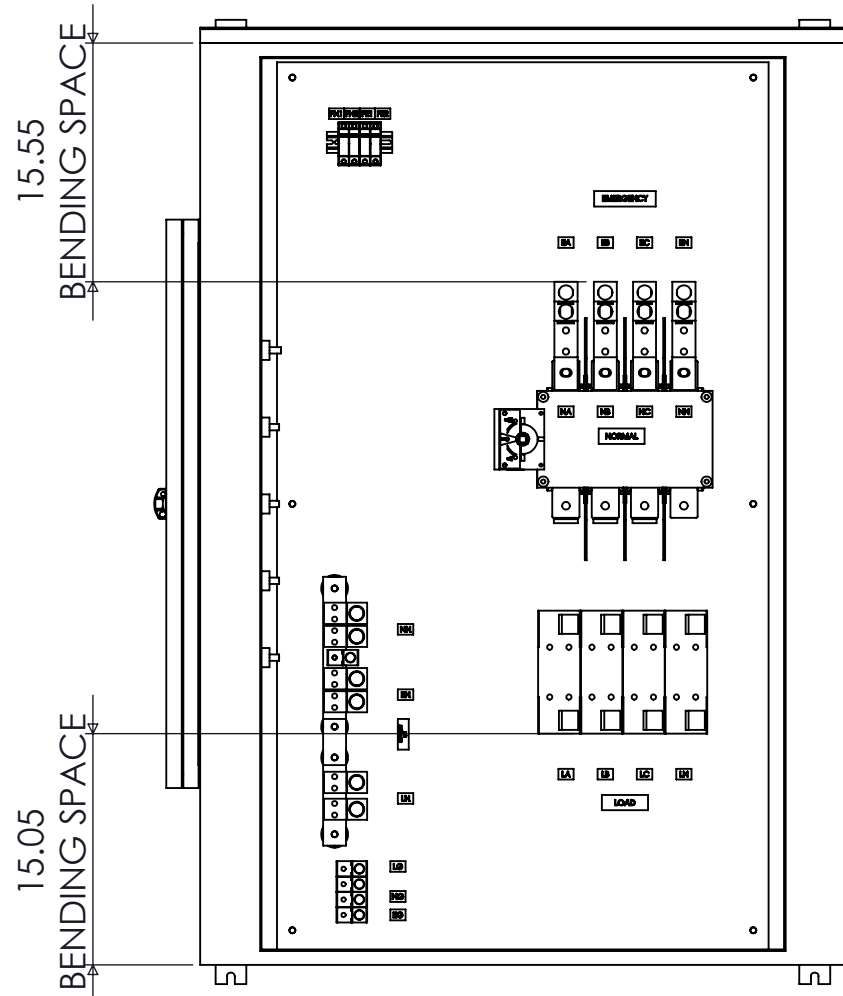 15.55
BENDING SPACE
EMERGENCY
EA EB EC EN
NA NB NC NN
NORMAL
NN
EN
LA LB LC LN
LN
LOAD
LG
NG
EG
15.05
BENDING SPACE